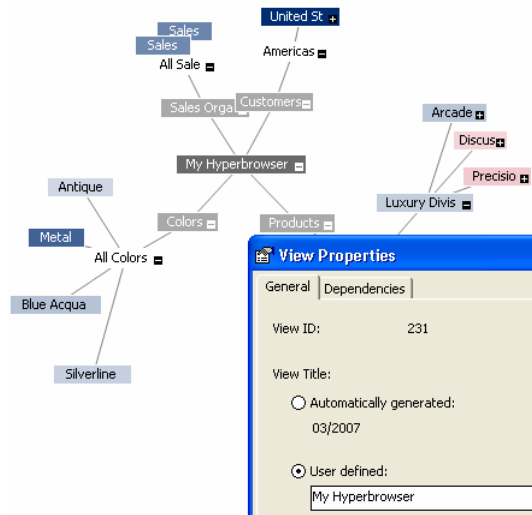 United St
Sales
Sales
Americas
All Sale
Sales Orga
Customers
Arcade
Discus
My Hyperbrowser
Precisio
Antique
Luxury Divis
Colors
Products
Metal
All Colors
View Properties
General
Dependencies
Blue Acqua
View ID: 231
Silverline
View Title:
Automatically generated:
03/2007
User defined:
My Hyperbrowser